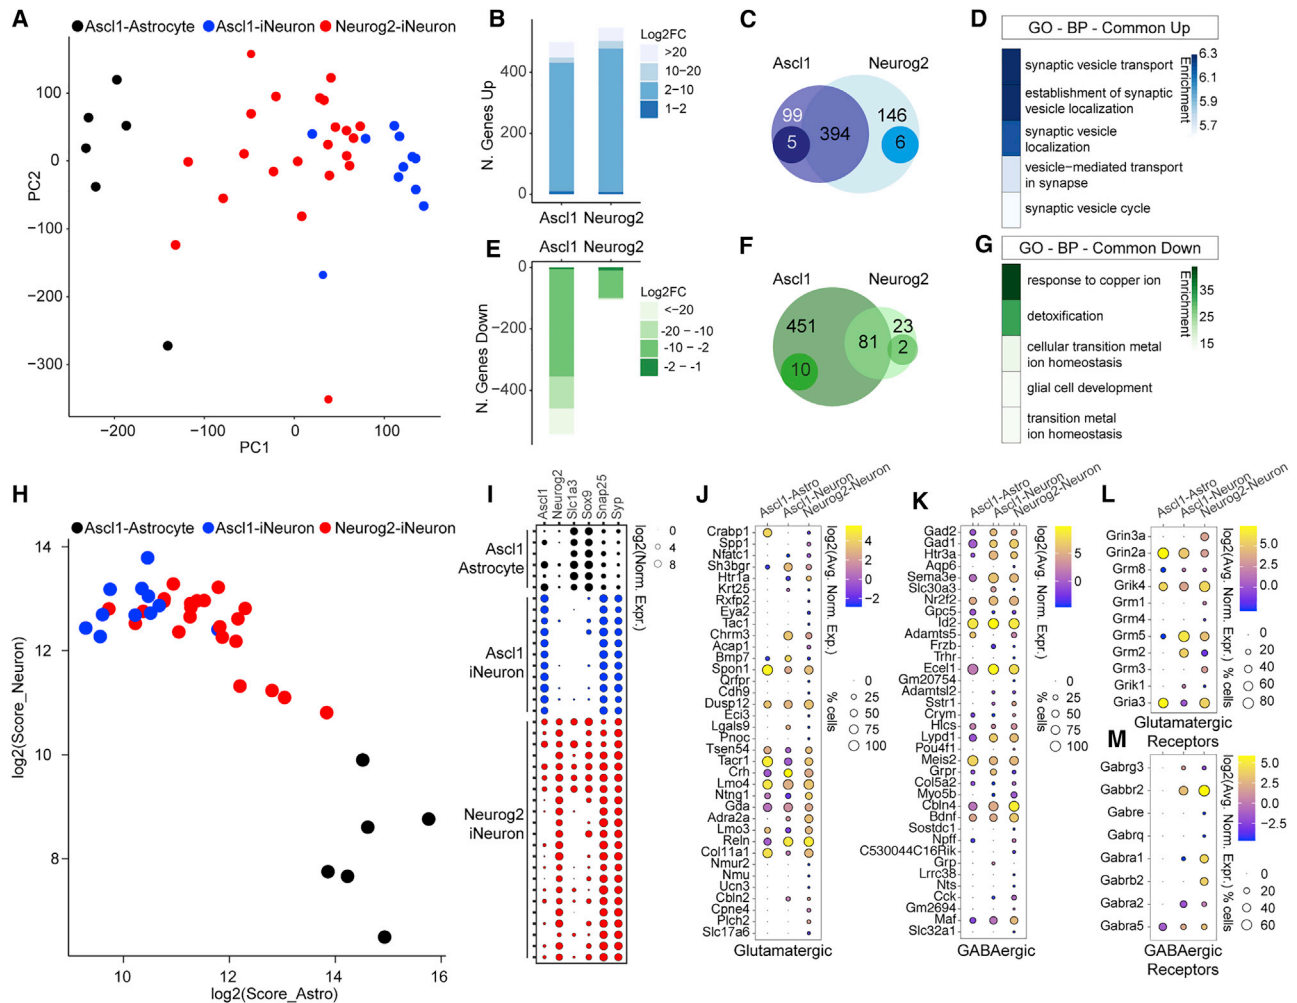 A
Ascl1-Astrocyte Ascl1-iNeuron Neurog2-iNeuron
PC2
100
0
−100
−200
−300
−200 −100 0 100
PC1
B
N. Genes Up
400
200
0
Ascl1 Neurog2
Log2FC
>20
10−20
2−10
1−2
C
Ascl1 Neurog2
99 394 146
5 6
D
GO - BP - Common Up
synaptic vesicle transport
establishment of synaptic
vesicle localization
synaptic vesicle
localization
vesicle−mediated transport
in synapse
synaptic vesicle cycle
Enrichment
6.3
6.1
5.9
5.7
E
Ascl1 Neurog2
N. Genes Down
0
−200
−400
Log2FC
<−20
-20 − -10
-10 − -2
-2 − -1
F
Ascl1 Neurog2
451 81 23
10 2
G
GO - BP - Common Down
response to copper ion
detoxification
cellular transition metal
ion homeostasis
glial cell development
transition metal
ion homeostasis
Enrichment
35
25
15
H
Ascl1-Astrocyte Ascl1-iNeuron Neurog2-iNeuron
log2(Score_Neuron)
14
12
10
8
10 12 14 16
log2(Score_Astro)
I
Ascl1
Neurog2
Slc1a3
Sox9
Snap25
Syp
Ascl1
Astrocyte
Ascl1
iNeuron
Neurog2
iNeuron
log2(Norm. Expr.)
0
4
8
J
Ascl1-Astro
Ascl1-Neuron
Neurog2-Neuron
Crabp1
Spp1
Nfatc1
Sh3bgr
Htr1a
Krt25
Rxfp2
Eya2
Tac1
Chrm3
Acap1
Bmp7
Spon1
Qrfpr
Cdh9
Dusp12
Eci3
Lgals9
Pnoc
Tsen54
Tacr1
Crh
Lmo4
Ntng1
Gda
Adra2a
Lmo3
Reln
Col11a1
Nmur2
Nmu
Ucn3
Cbln2
Cpne4
Plch2
Slc17a6
Glutamatergic
log2(Avg. Norm. Exp.)
4
2
0
−2
% cells
0
25
50
75
100
K
Ascl1-Astro
Ascl1-Neuron
Neurog2-Neuron
Gad2
Gad1
Htr3a
Aqp6
Sema3e
Slc30a3
Nr2f2
Gpc5
Id2
Adamts5
Frzb
Trhr
Ecel1
Gm20754
Adamtsl2
Sstr1
Crym
Hlcs
Lypd1
Pou4f1
Meis2
Grpr
Col5a2
Myo5b
Cbln4
Bdnf
Sostdc1
Npff
C530044C16Rik
Grp
Lrrc38
Nts
Cck
Gm2694
Maf
Slc32a1
GABAergic
log2(Avg. Norm. Expr.)
5.0
2.5
0.0
% cells
0
25
50
75
100
L
Ascl1-Astro
Ascl1-Neuron
Neurog2-Neuron
Grin3a
Grin2a
Grm8
Grik4
Grm1
Grm4
Grm5
Grm2
Grm3
Grik1
Gria3
Glutamatergic
Receptors
log2(Avg. Norm. Expr.)
5.0
2.5
0.0
% cells
0
20
40
60
80
M
Gabrg3
Gabbr2
Gabre
Gabrq
Gabra1
Gabrb2
Gabra2
Gabra5
GABAergic
Receptors
log2(Avg. Norm. Expr.)
5.0
2.5
0.0
−2.5
% cells
0
20
40
60